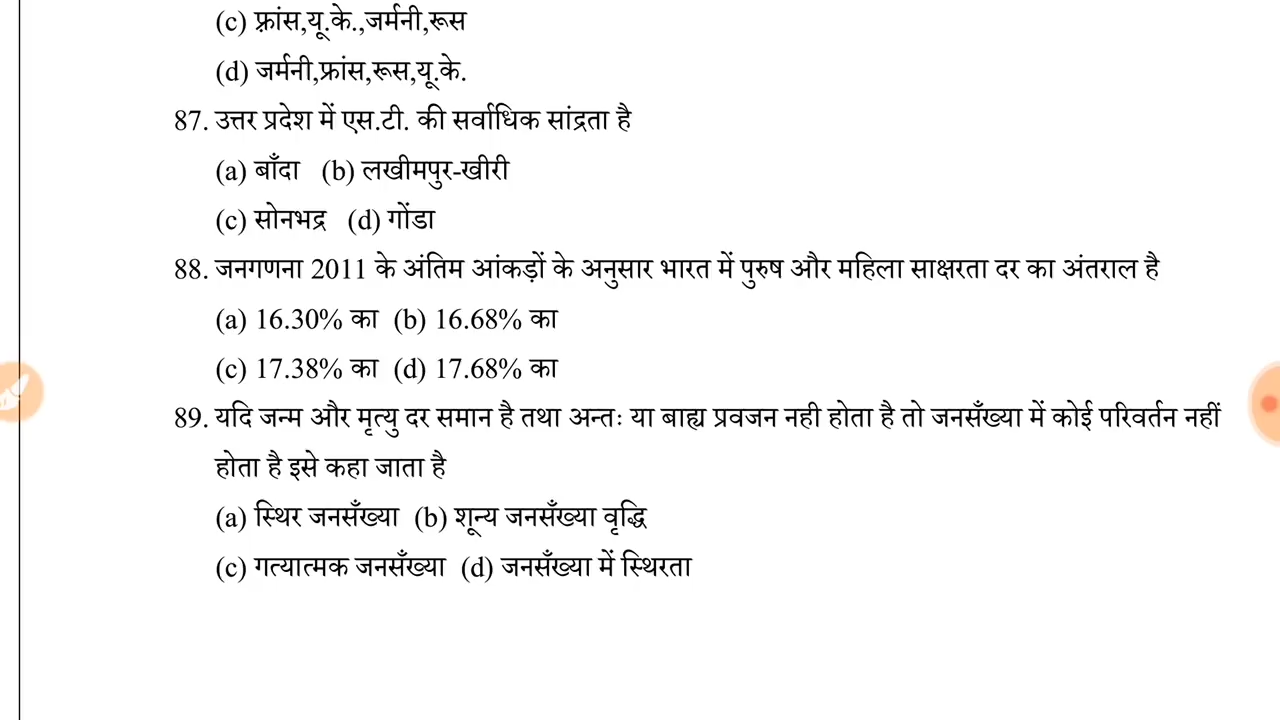 (c) फ़्रांस,यू.के.,जर्मनी,रूस
(d) जर्मनी,फ्रांस,रूस,यू.के.
87. उत्तर प्रदेश में एस.टी. की सर्वाधिक सांद्रता है
(a) बाँदा (b) लखीमपुर-खीरी
(c) सोनभद्र (d) गोंडा
88. जनगणना 2011 के अंतिम आंकड़ों के अनुसार भारत में पुरुष और महिला साक्षरता दर का अंतराल है
(a) 16.30% का (b) 16.68% का
(c) 17.38% का (d) 17.68% का
89. यदि जन्म और मृत्यु दर समान है तथा अन्तः या बाह्य प्रवजन नही होता है तो जनसँख्या में कोई परिवर्तन नहीं
होता है इसे कहा जाता है
(a) स्थिर जनसँख्या (b) शून्य जनसँख्या वृद्धि
(c) गत्यात्मक जनसँख्या (d) जनसँख्या में स्थिरता